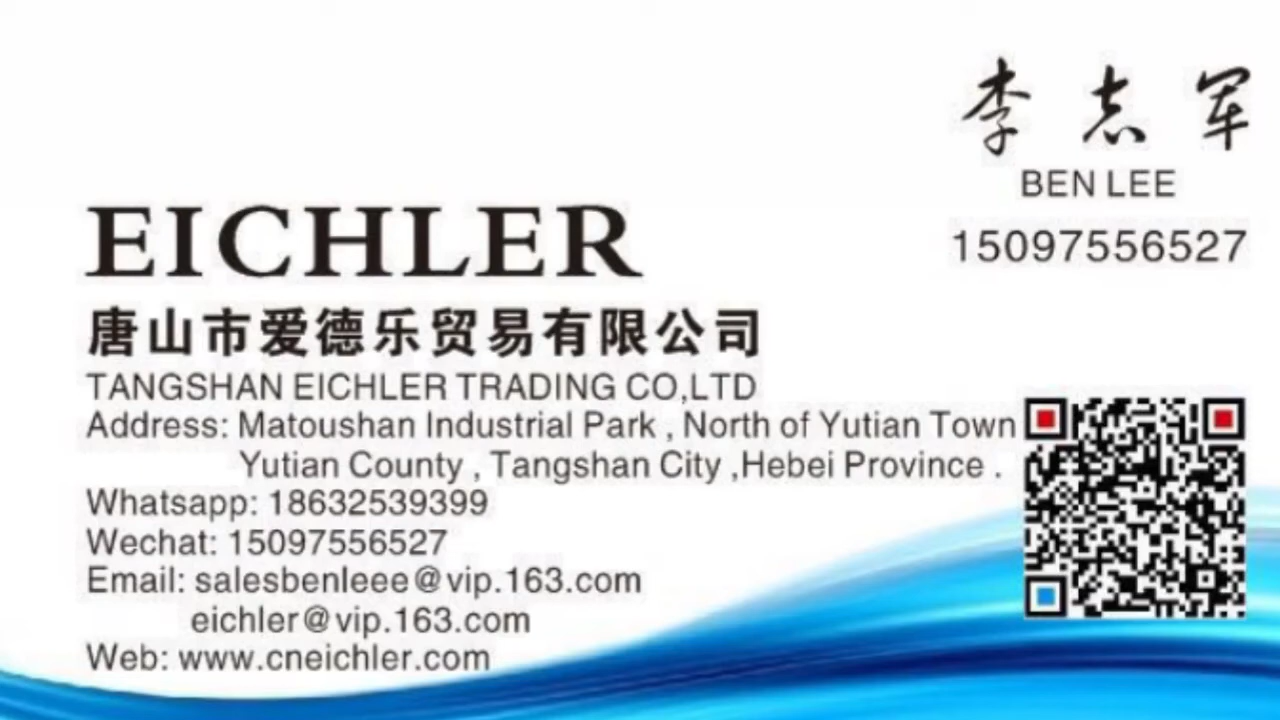 李志军
BEN LEE
15097556527
EICHLER
唐山市爱德乐贸易有限公司
TANGSHAN EICHLER TRADING CO,LTD
Address: Matoushan Industrial Park , North of Yutian Town
Yutian County , Tangshan City ,Hebei Province .
Whatsapp: 18632539399
Wechat: 15097556527
Email: salesbenleee@vip.163.com
eichler@vip.163.com
Web: www.cneichler.com